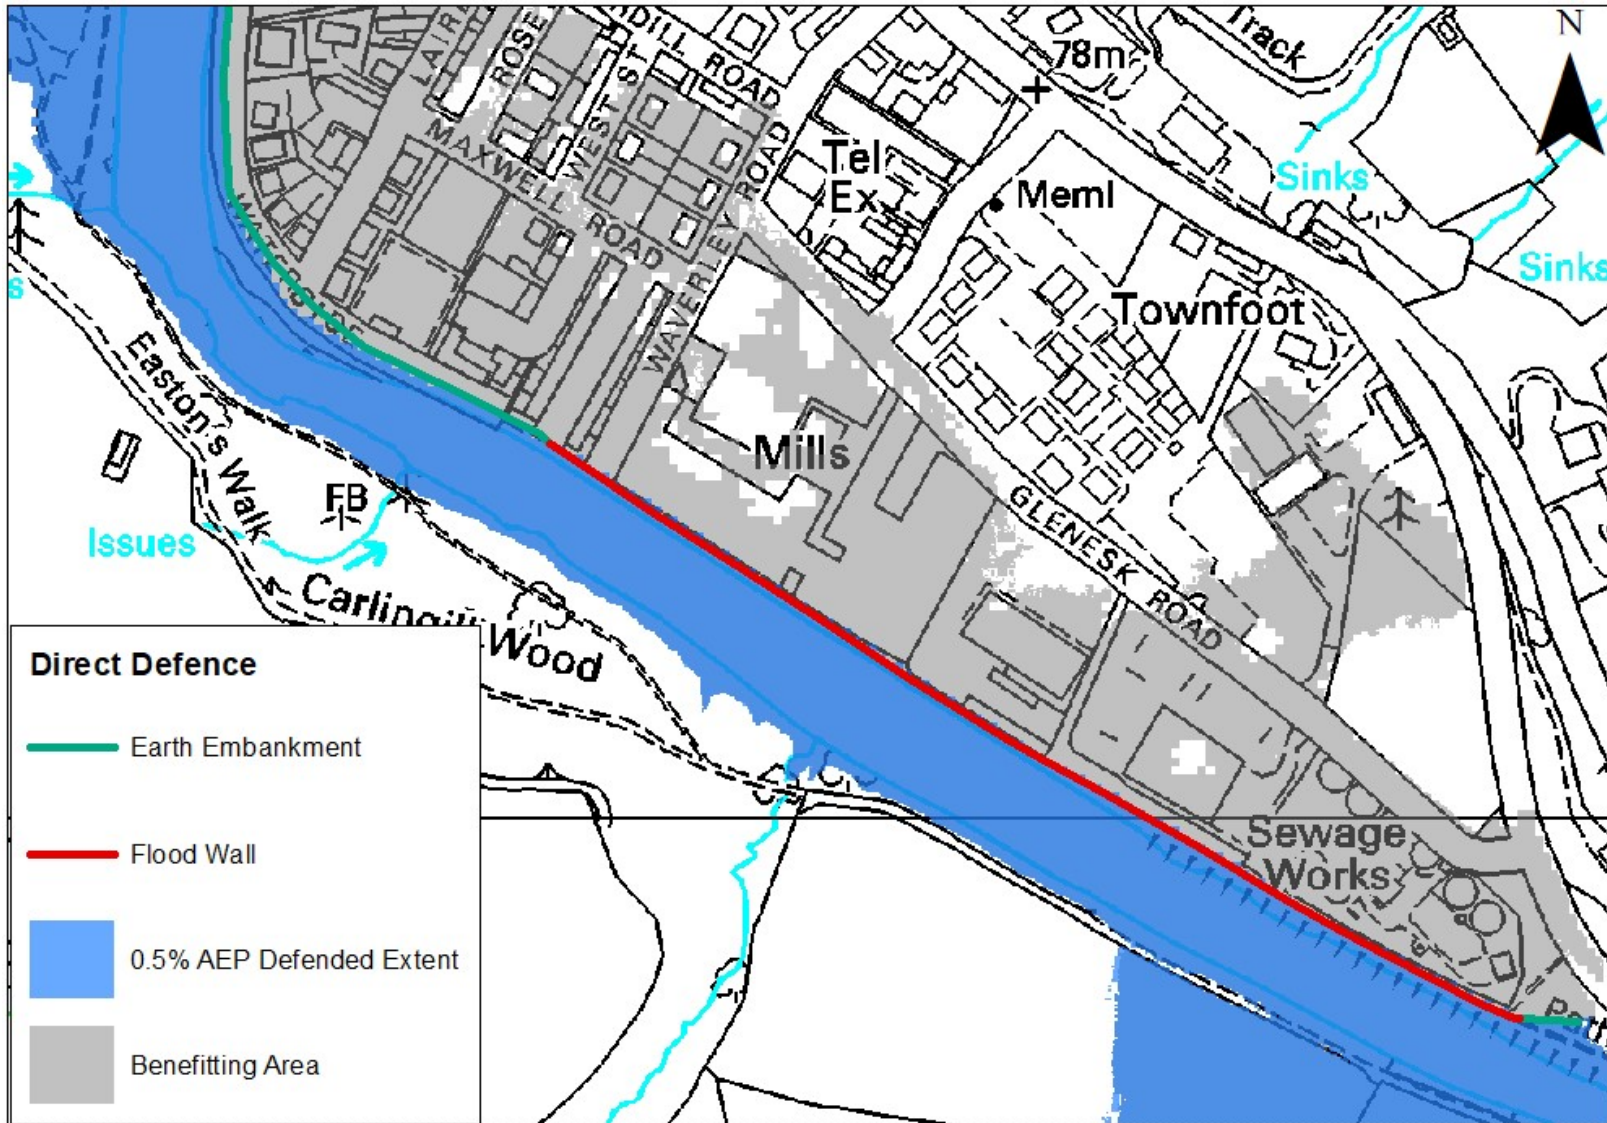 Track
N
78m
LAIR
ROSE
RDILL ROAD
WEST ST
MAXWELL ROAD
WAVERLEY ROAD
Tel
Ex
Meml
Sinks
Sinks
Townfoot
s
Easton's Walk
Mills
FB
GLENESK ROAD
Issues
Carlingill Wood
Sewage
Works
Path
Direct Defence
Earth Embankment
Flood Wall
0.5% AEP Defended Extent
Benefitting Area